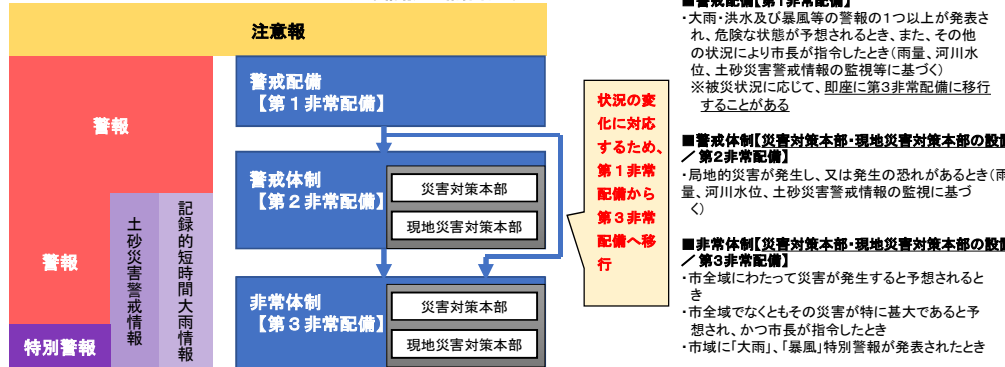 注意報
警報
警報
特別警報
土砂災害警戒情報
記録的短時間大雨情報
警戒配備
【第1非常配備】
警戒体制
【第2非常配備】
災害対策本部
現地災害対策本部
非常体制
【第3非常配備】
災害対策本部
現地災害対策本部
状況の変
化に対応
するため、
第1非常
配備から
第3非常
配備へ移
行
■警戒配備【第1非常配備】
・大雨・洪水及び暴風等の警報の1つ以上が発表さ
れ、危険な状態が予想されるとき、また、その他
の状況により市長が指令したとき(雨量、河川水
位、土砂災害警戒情報の監視等に基づく)
※被災状況に応じて、即座に第3非常配備に移行
することがある
■警戒体制【災害対策本部・現地災害対策本部の設
／第2非常配備】
・局地的災害が発生し、又は発生の恐れがあるとき(雨
量、河川水位、土砂災害警戒情報の監視に基づ
く)
■非常体制【災害対策本部・現地災害対策本部の設
／第3非常配備】
・市全域にわたって災害が発生すると予想されると
き
・市全域でなくともその災害が特に甚大であると予
想され、かつ市長が指令したとき
・市域に「大雨」、「暴風」特別警報が発表されたとき